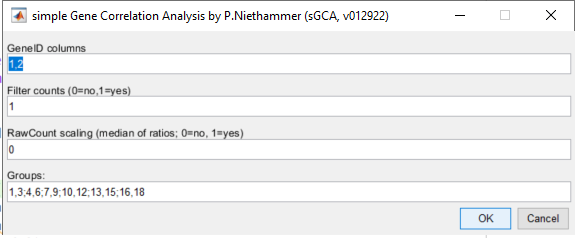 simple Gene Correlation Analysis by P.Niethammer (sGCA, v012922)
GeneID columns
1,2
Filter counts (0=no,1=yes)
1
RawCount scaling (median of ratios; 0=no, 1=yes)
0
Groups:
1,3;4,6;7,9;10,12;13,15;16,18
OK Cancel